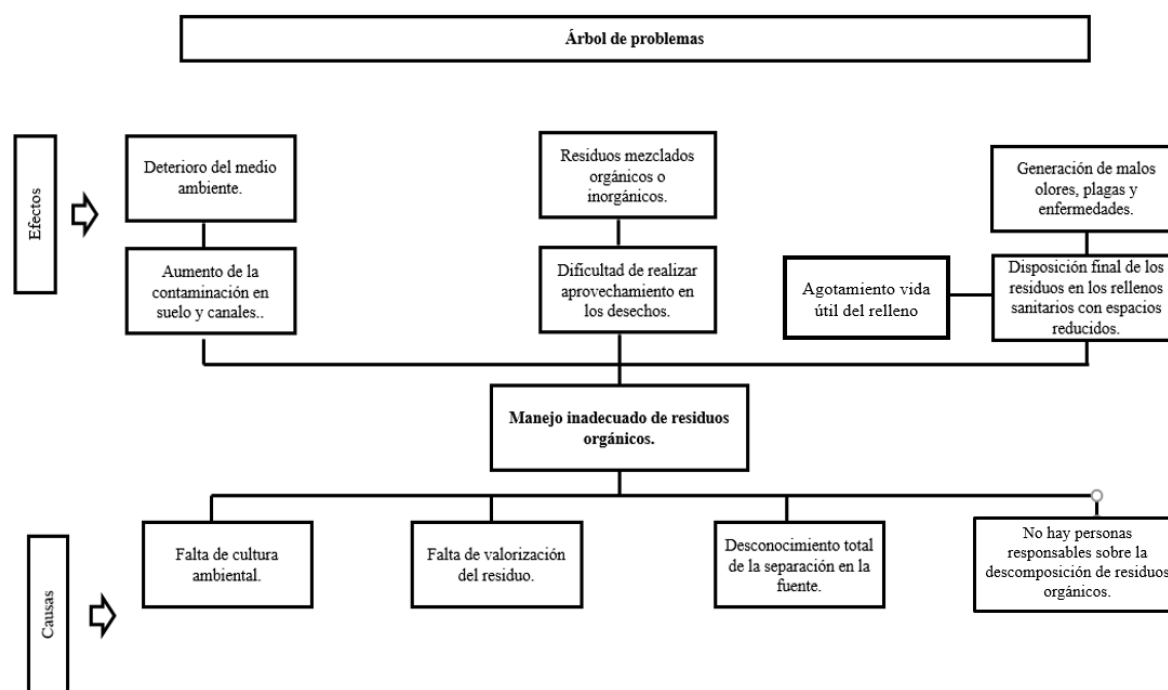 Árbol de problemas
Efectos
Deterioro del medio
ambiente.
Residuos mezclados
orgánicos o
inorgánicos.
Generación de malos
olores, plagas y
enfermedades.
Aumento de la
contaminación en
suelo y canales..
Dificultad de realizar
aprovechamiento en
los desechos.
Agotamiento vida
útil del relleno
Disposición final de los
residuos en los rellenos
sanitarios con espacios
reducidos.
Manejo inadecuado de residuos
orgánicos.
Causas
Falta de cultura
ambiental.
Falta de valorización
del residuo.
Desconocimiento total
de la separación en la
fuente.
No hay personas
responsables sobre la
descomposición de residuos
orgánicos.